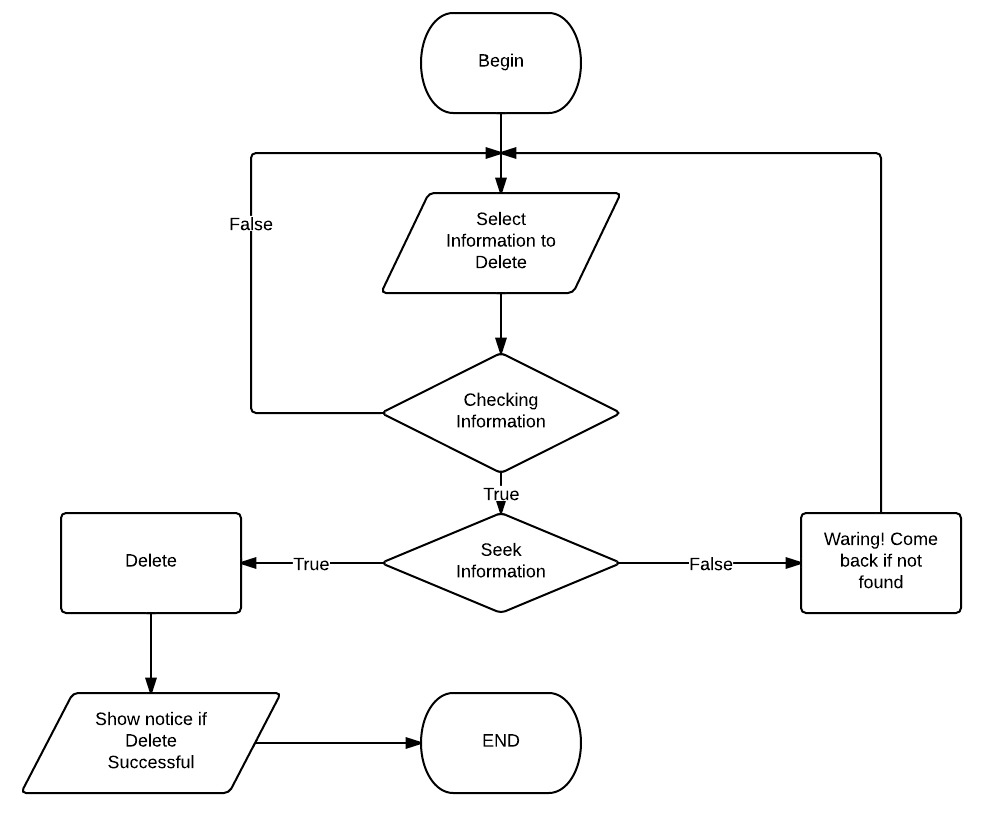 Begin
False
Select
Information to
Delete
Checking
Information
True
Seek
Information
True
False
Delete
Waring! Come
back if not
found
Show notice if
Delete
Successful
END